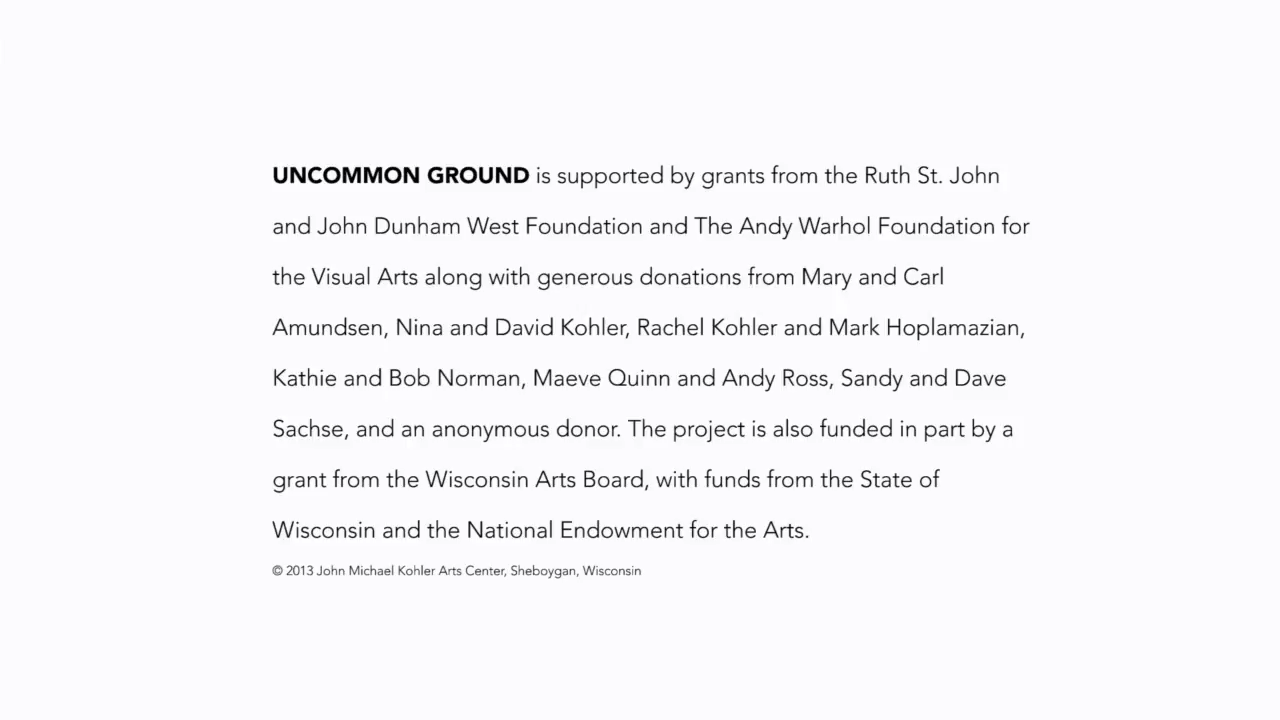 UNCOMMON GROUND is supported by grants from the Ruth St. John
and John Dunham West Foundation and The Andy Warhol Foundation for
the Visual Arts along with generous donations from Mary and Carl
Amundsen, Nina and David Kohler, Rachel Kohler and Mark Hoplamazian,
Kathie and Bob Norman, Maeve Quinn and Andy Ross, Sandy and Dave
Sachse, and an anonymous donor. The project is also funded in part by a
grant from the Wisconsin Arts Board, with funds from the State of
Wisconsin and the National Endowment for the Arts.
© 2013 John Michael Kohler Arts Center, Sheboygan, Wisconsin